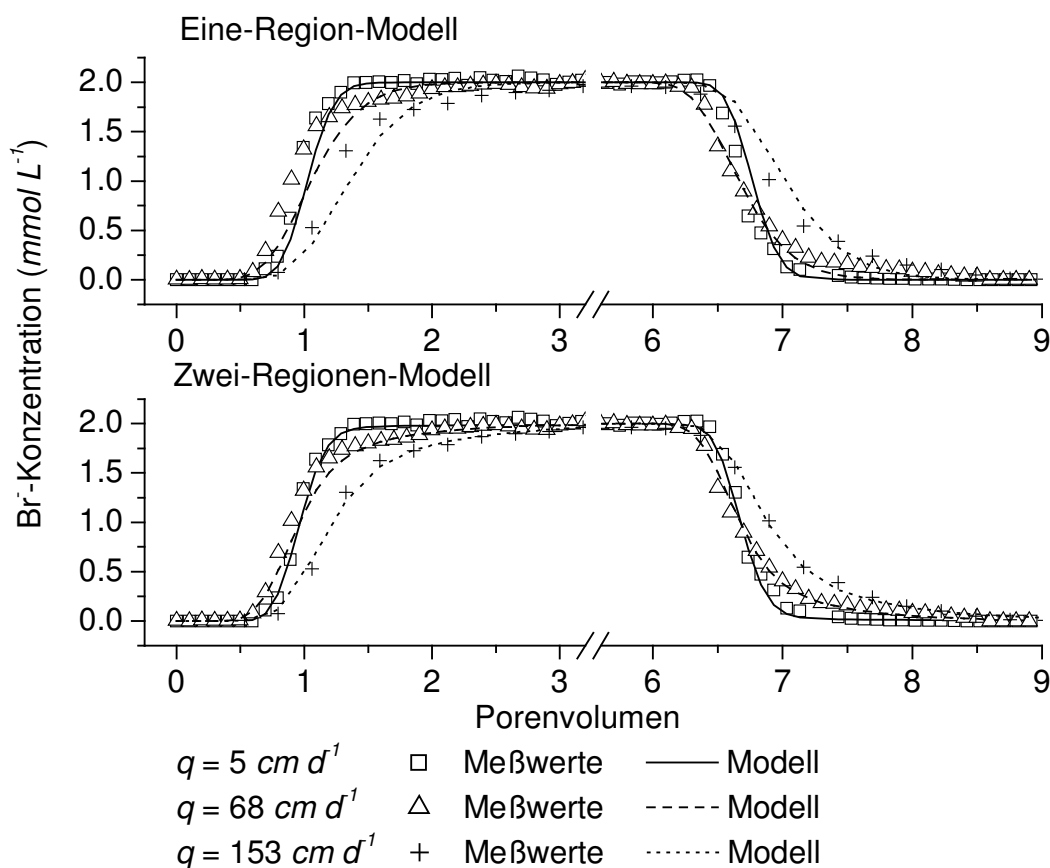 Eine-Region-Modell
2.0
1.5
1.0
0.5
0.0
0 1 2 3 6 7 8 9
Br⁻-Konzentration (mmol L⁻¹)
Zwei-Regionen-Modell
2.0
1.5
1.0
0.5
0.0
0 1 2 3 6 7 8 9
Porenvolumen
q = 5 cm d⁻¹ Meßwerte Modell
q = 68 cm d⁻¹ Meßwerte Modell
q = 153 cm d⁻¹ Meßwerte Modell